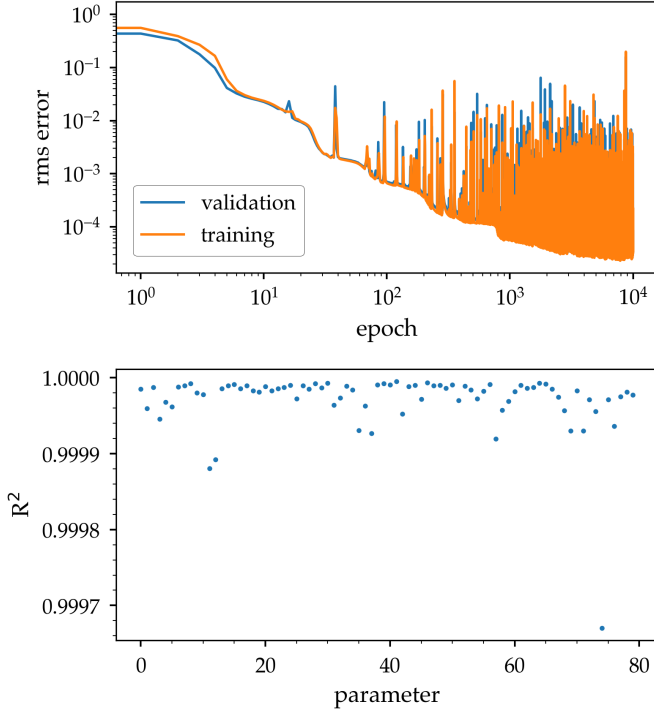 10⁰
10⁻¹
10⁻²
10⁻³
10⁻⁴
rms error
validation
training
10⁰ 10¹ 10² 10³ 10⁴
epoch
1.0000
0.9999
0.9998
0.9997
R²
0 20 40 60 80
parameter